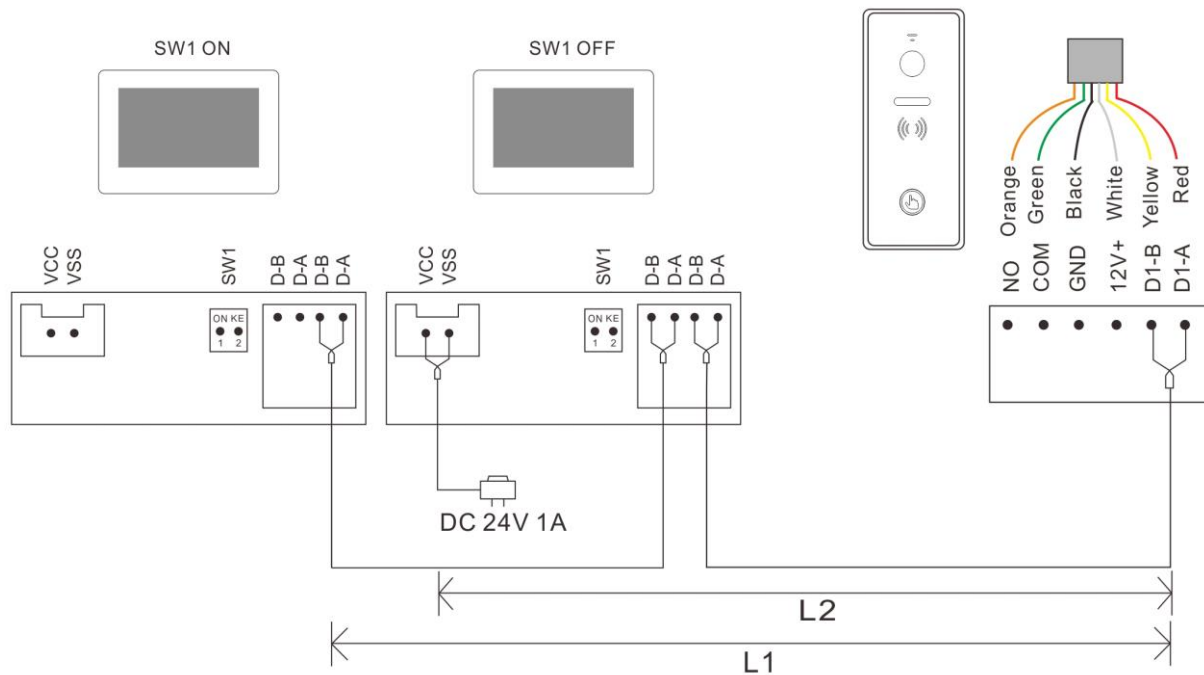 SW1 ON
SW1 OFF
Orange
Green
Black
White
Yellow
Red
NO
COM
GND
12V+
D1-B
D1-A
VCC
VSS
SW1
D-B
D-A
D-B
D-A
ON KE
1 2
VCC
VSS
SW1
D-B
D-A
D-B
D-A
ON KE
1 2
DC 24V 1A
L2
L1